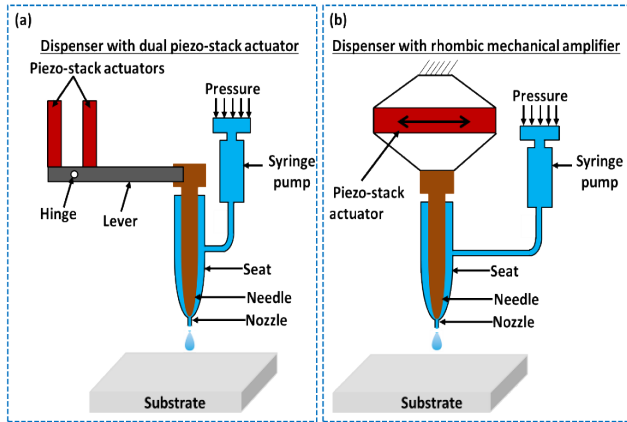 (a)
Dispenser with dual piezo-stack actuator
Piezo-stack actuators
Pressure
Syringe
pump
Hinge
Lever
Seat
Needle
Nozzle
Substrate
(b)
Dispenser with rhombic mechanical amplifier
Pressure
Syringe
pump
Piezo-stack
actuator
Seat
Needle
Nozzle
Substrate